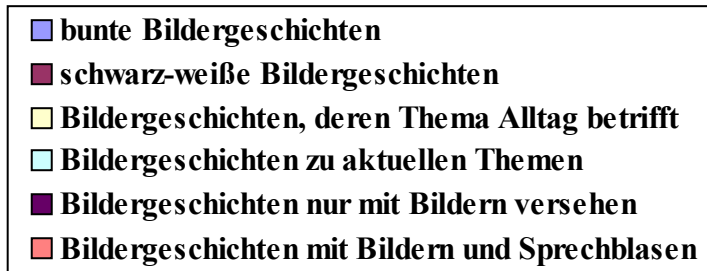 bunte Bildergeschichten
schwarz-weiße Bildergeschichten
Bildergeschichten, deren Thema Alltag betrifft
Bildergeschichten zu aktuellen Themen
Bildergeschichten nur mit Bildern versehen
Bildergeschichten mit Bildern und Sprechblasen